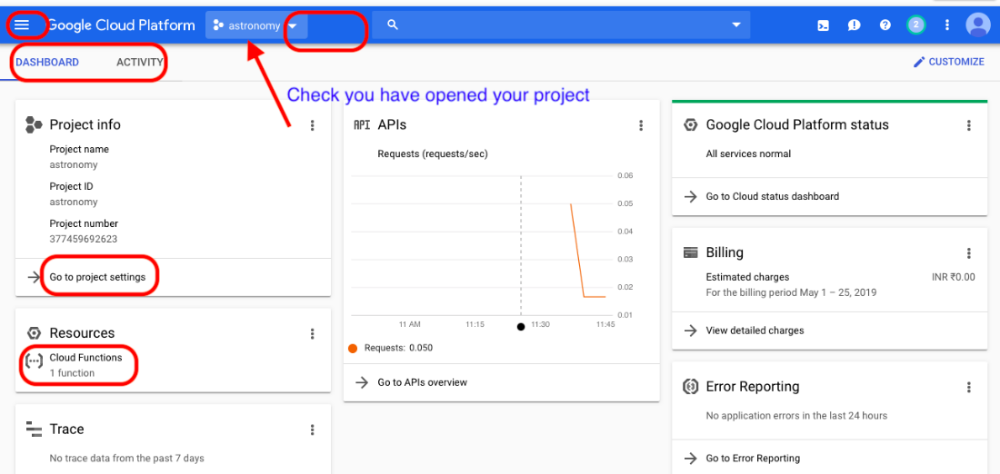 Google Cloud Platform
astronomy
2
DASHBOARD
ACTIVITY
CUSTOMIZE
Check you have opened your project
Project info
Project name
astronomy
Project ID
astronomy
Project number
377459692623
Go to project settings
Resources
Cloud Functions
1 function
Trace
No trace data from the past 7 days
API APIs
Requests (requests/sec)
0.06
0.05
0.04
0.03
0.02
0.01
11 AM 11:15 11:30 11:45
Requests: 0.050
Go to APIs overview
Google Cloud Platform status
All services normal
Go to Cloud status dashboard
Billing
Estimated charges INR ₹0.00
For the billing period May 1 – 25, 2019
View detailed charges
Error Reporting
No application errors in the last 24 hours
Go to Error Reporting